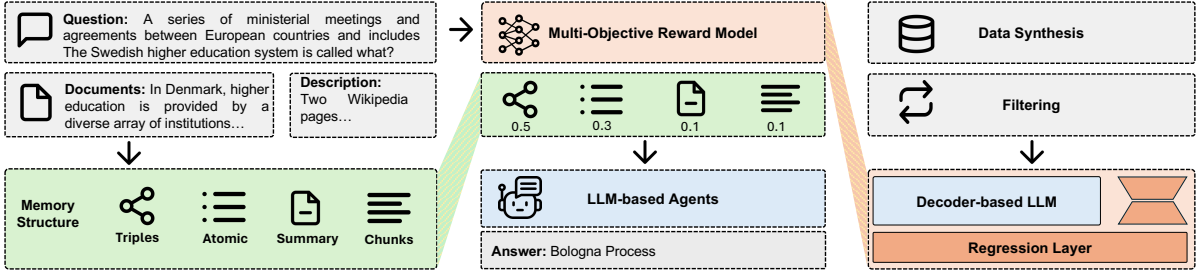 Question: A series of ministerial meetings and
agreements between European countries and includes
The Swedish higher education system is called what?
Documents: In Denmark, higher
education is provided by a
diverse array of institutions…
Description:
Two Wikipedia
pages…
Memory
Structure
Triples
Atomic
Summary
Chunks
Multi-Objective Reward Model
0.5
0.3
0.1
0.1
LLM-based Agents
Answer: Bologna Process
Data Synthesis
Filtering
Decoder-based LLM
Regression Layer